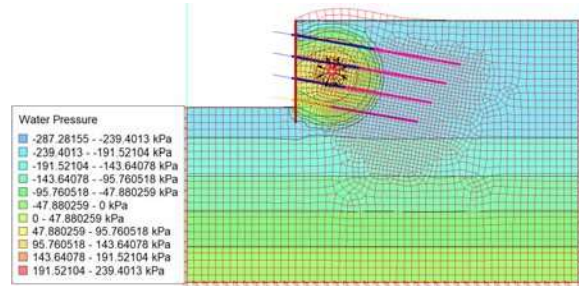 Water Pressure
-287.28155 - -239.4013 kPa
-239.4013 - -191.52104 kPa
-191.52104 - -143.64078 kPa
-143.64078 - -95.760518 kPa
-95.760518 - -47.880259 kPa
-47.880259 - 0 kPa
0 - 47.880259 kPa
47.880259 - 95.760518 kPa
95.760518 - 143.64078 kPa
143.64078 - 191.52104 kPa
191.52104 - 239.4013 kPa